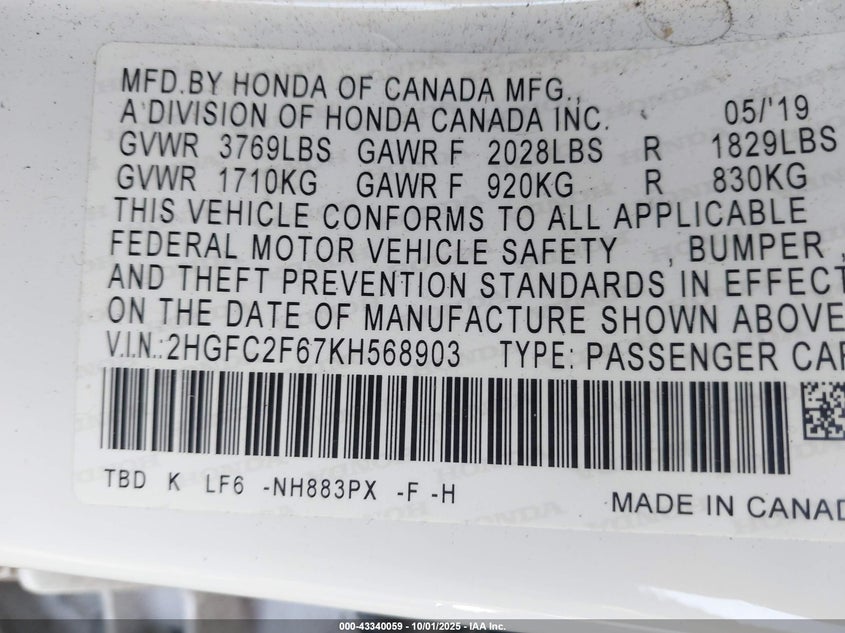 MFD.BY HONDA OF CANADA MFG.,
A DIVISION OF HONDA CANADA INC. 05/'19
GVWR 3769LBS GAWR F 2028LBS R 1829LBS
GVWR 1710KG GAWR F 920KG R 830KG
THIS VEHICLE CONFORMS TO ALL APPLICABLE
FEDERAL MOTOR VEHICLE SAFETY , BUMPER ,
AND THEFT PREVENTION STANDARDS IN EFFECT
ON THE DATE OF MANUFACTURE SHOWN ABOVE
V.I.N.:2HGFC2F67KH568903 TYPE: PASSENGER CAR
TBD K LF6 -NH883PX -F -H
MADE IN CANAD
000-43340059 - 10/01/2025 - IAA Inc.